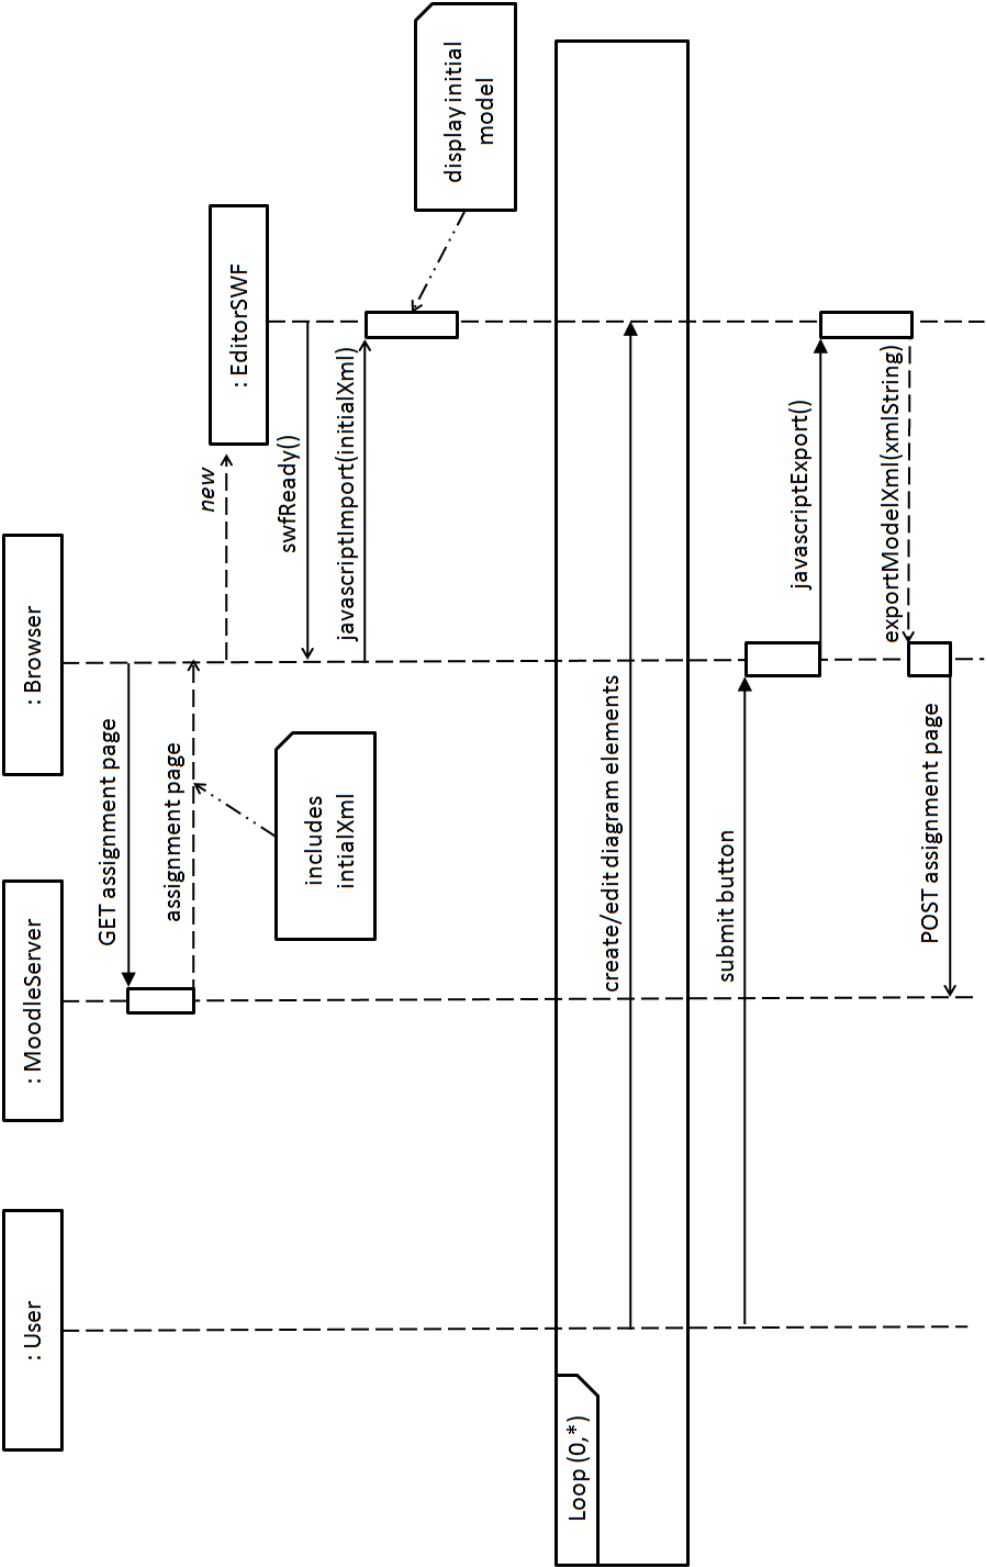 : User
: MoodleServer
: Browser
GET assignment page
assignment page
new
: EditorSWF
includes
intialXml
swfReady()
javascriptImport(initialXml)
display initial
model
Loop (0,*)
create/edit diagram elements
submit button
javascriptExport()
exportModelXml(xmlString)
POST assignment page